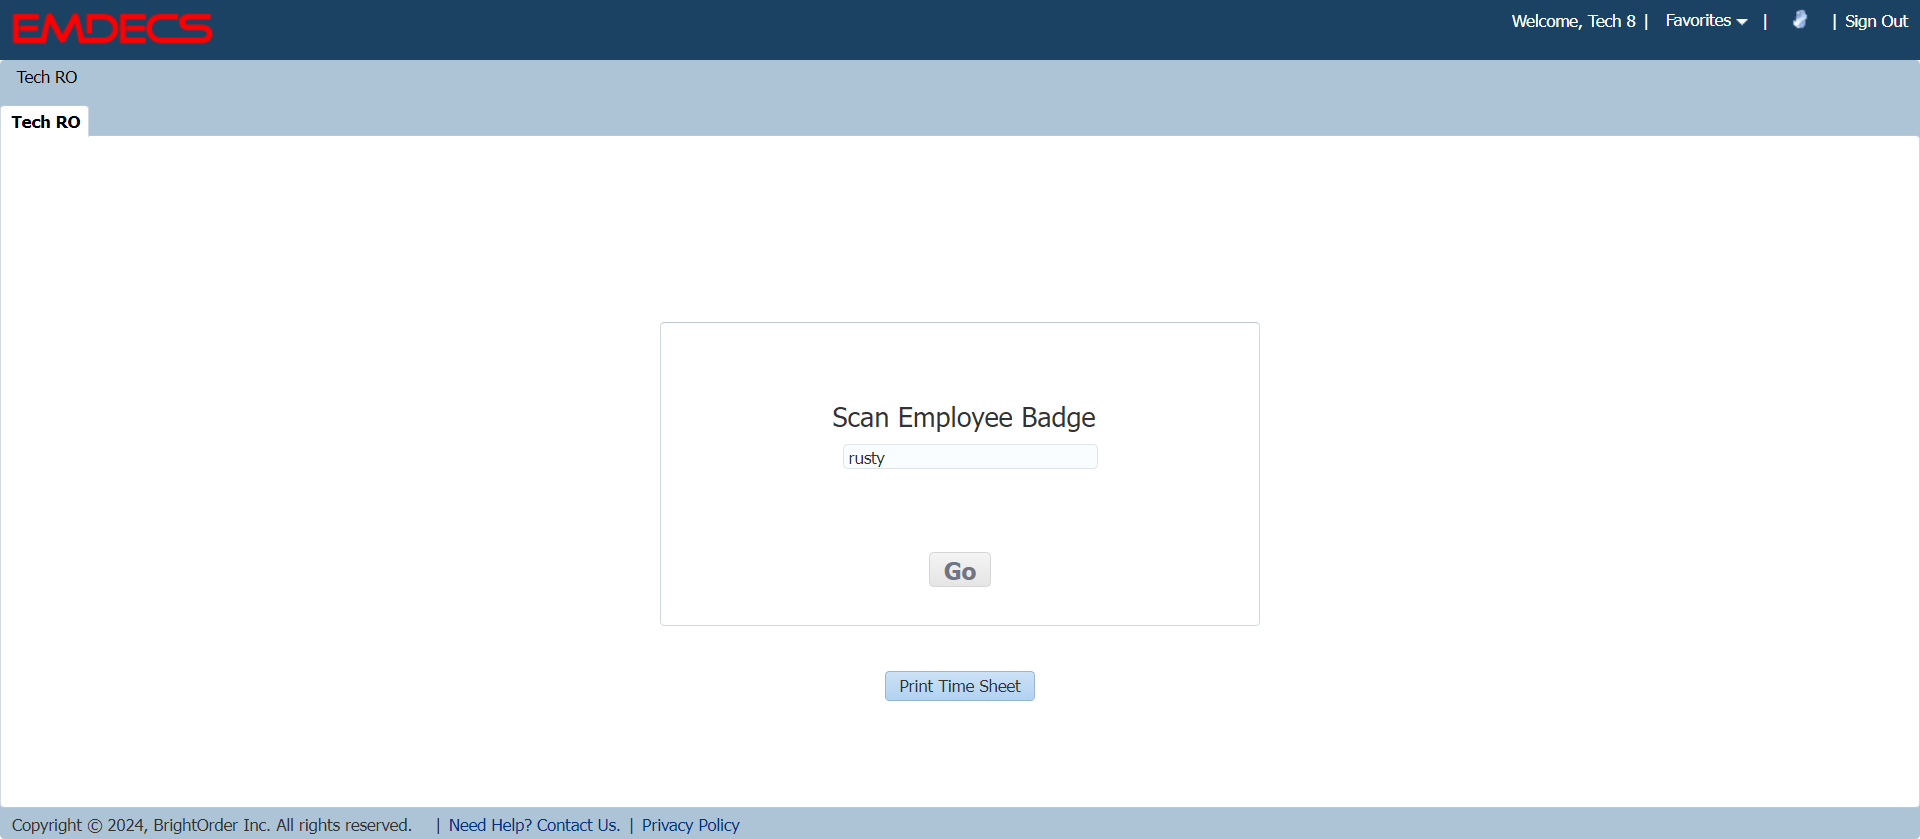 EMDECS
Welcome, Tech 8 | Favorites | | Sign Out
Tech RO
Tech RO
Scan Employee Badge
rusty
Go
Print Time Sheet
Copyright © 2024, BrightOrder Inc. All rights reserved. | Need Help? Contact Us. | Privacy Policy